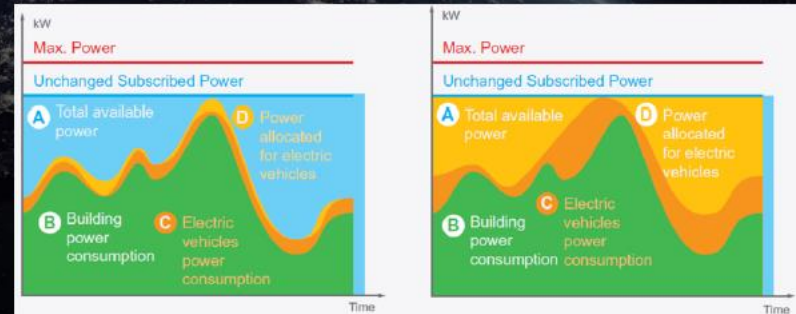 kW
Max. Power
Unchanged Subscribed Power
A Total available
power
D Power
allocated
for electric
vehicles
B Building
power
consumption
C Electric
vehicles
power
consumption
Time
kW
Max. Power
Unchanged Subscribed Power
A Total available
power
D Power
allocated
for electric
vehicles
B Building
power
consumption
C Electric
vehicles
power
consumption
Time